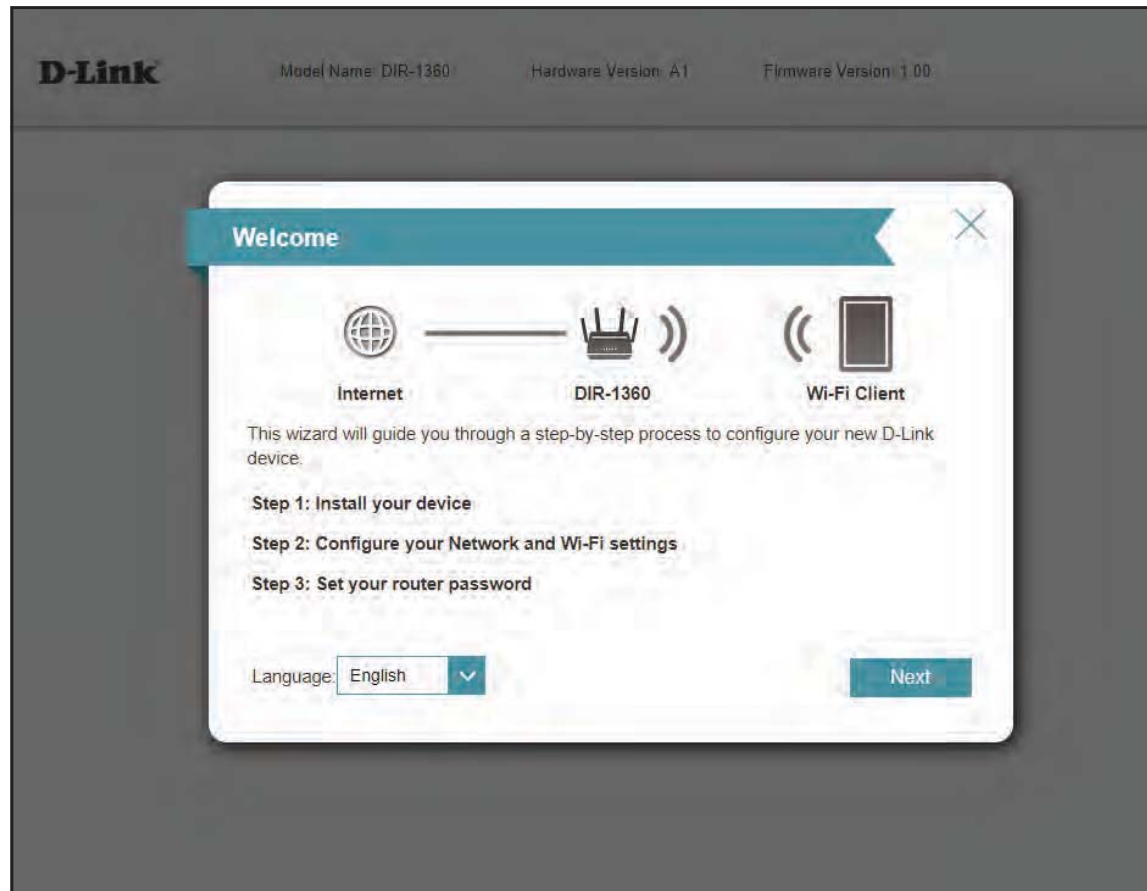 D-Link
Model Name: DIR-1360 Hardware Version: A1 Firmware Version: 1.00
Welcome
Internet DIR-1360 Wi-Fi Client
This wizard will guide you through a step-by-step process to configure your new D-Link
device.
Step 1: Install your device
Step 2: Configure your Network and Wi-Fi settings
Step 3: Set your router password
Language: English
Next